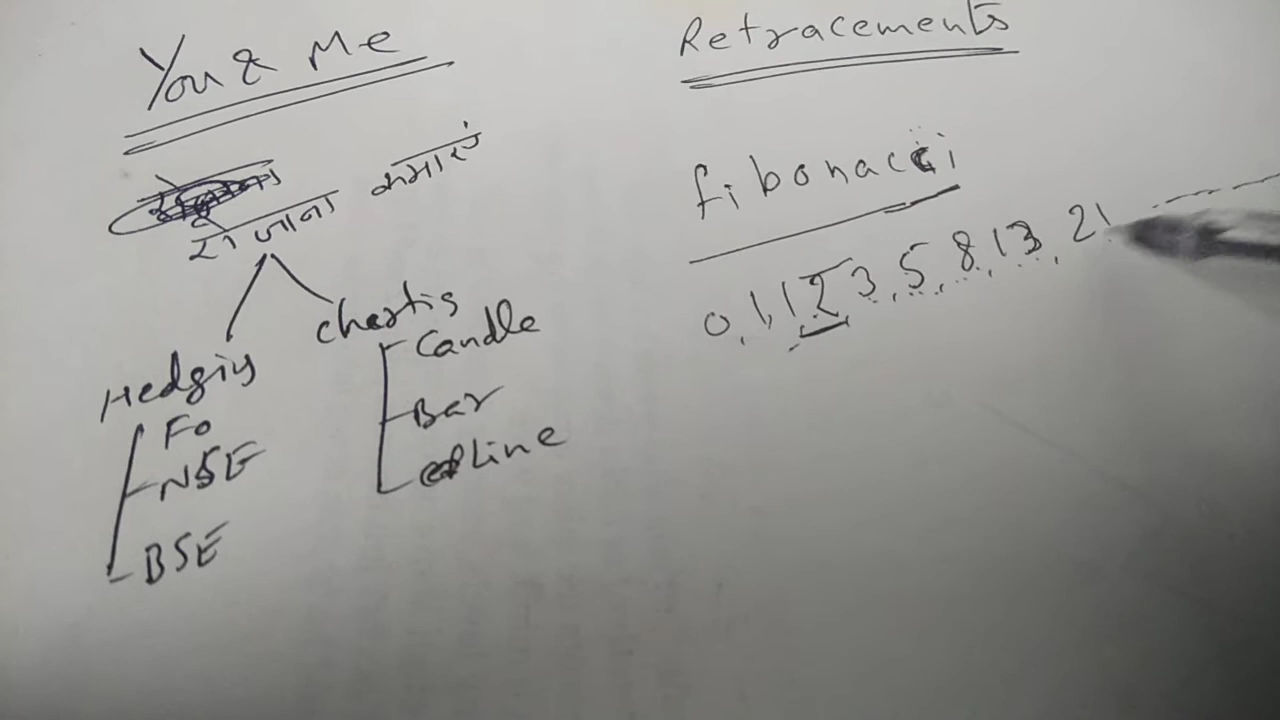 You & Me
रोजाना कमाएं
Hedging
FO
NSE
BSE
Charts
Candle
Bar
Line
Retracements
fibonacci
0, 1, 1 2 3, 5, 8, 13, 21